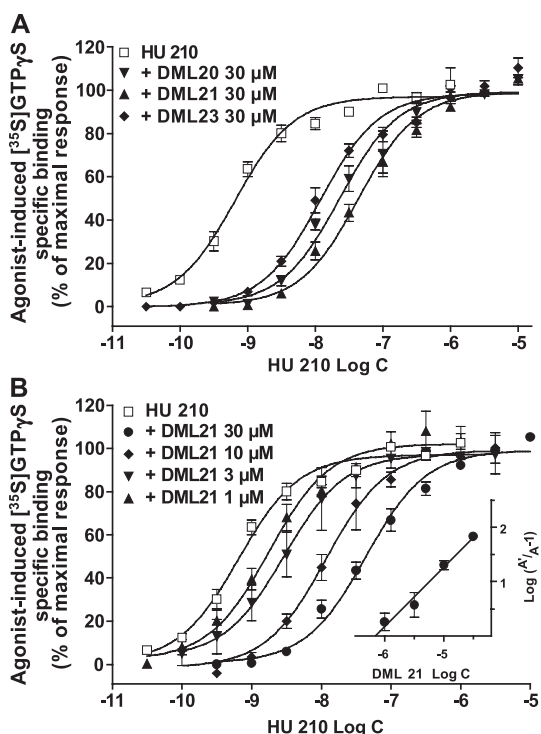 A
120
100
80
60
40
20
0
Agonist-induced [³⁵S]GTPγS
specific binding
(% of maximal response)
HU 210
+ DML20 30 μM
+ DML21 30 μM
+ DML23 30 μM
-11 -10 -9 -8 -7 -6 -5
HU 210 Log C
B
120
100
80
60
40
20
0
Agonist-induced [³⁵S]GTPγS
specific binding
(% of maximal response)
HU 210
+ DML21 30 μM
+ DML21 10 μM
+ DML21 3 μM
+ DML21 1 μM
2
1
Log (A'/A-1)
-6 -5
DML 21 Log C
-11 -10 -9 -8 -7 -6 -5
HU 210 Log C